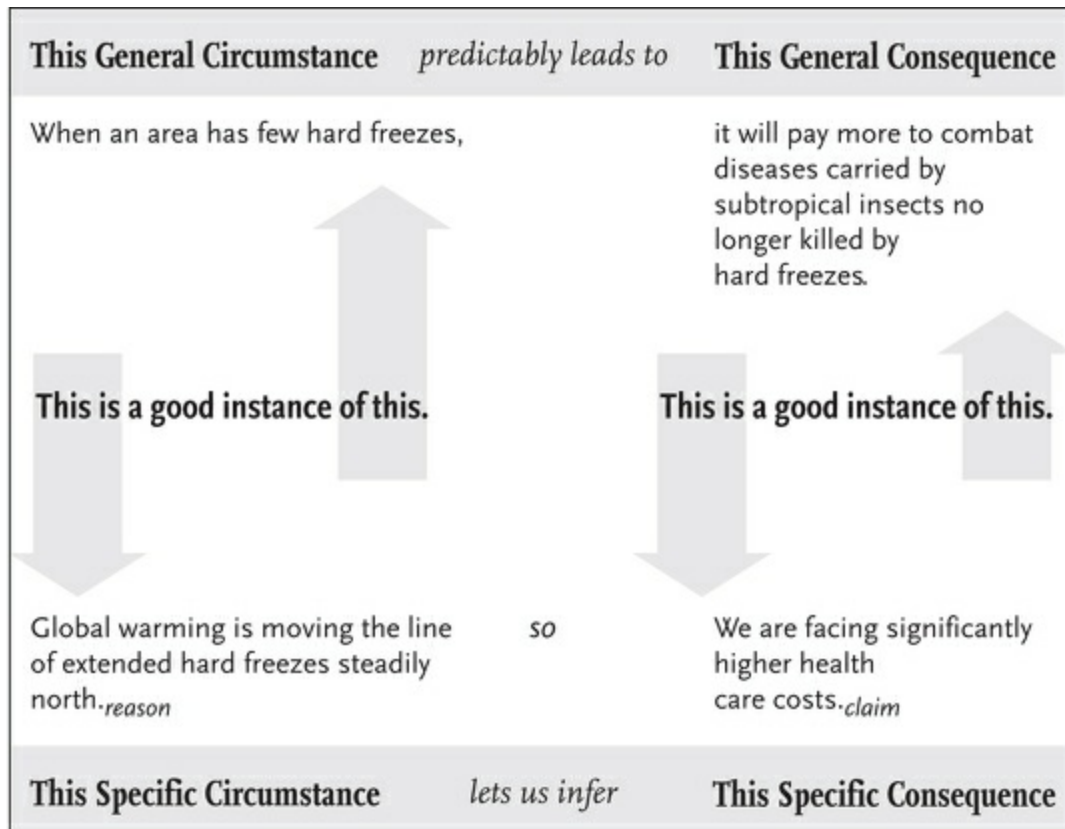 This General Circumstance predictably leads to This General Consequence
When an area has few hard freezes,
it will pay more to combat
diseases carried by
subtropical insects no
longer killed by
hard freezes.
This is a good instance of this.
This is a good instance of this.
Global warming is moving the line
of extended hard freezes steadily
north.reason
so
We are facing significantly
higher health
care costs.claim
This Specific Circumstance lets us infer This Specific Consequence